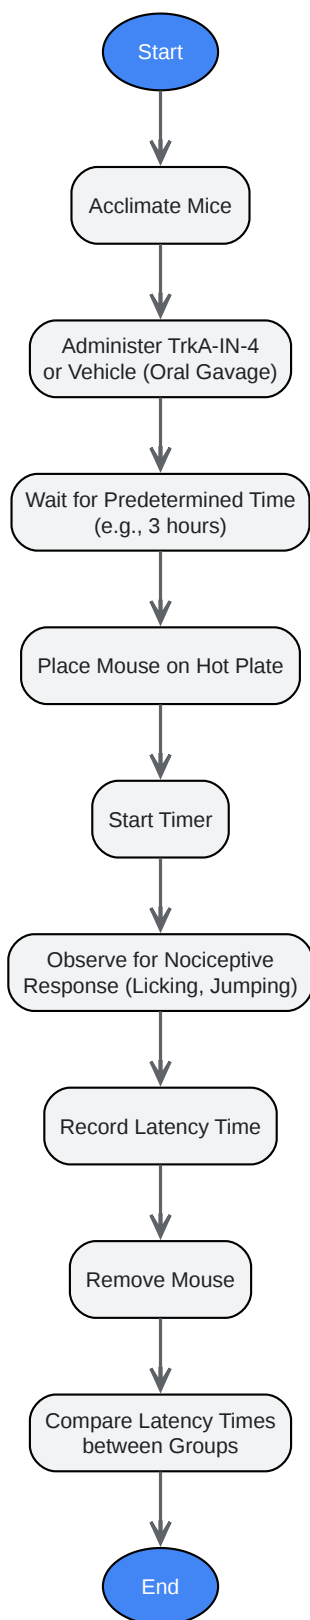 Start
Acclimate Mice
Administer TrkA-IN-4
or Vehicle (Oral Gavage)
Wait for Predetermined Time
(e.g., 3 hours)
Place Mouse on Hot Plate
Start Timer
Observe for Nociceptive
Response (Licking, Jumping)
Record Latency Time
Remove Mouse
Compare Latency Times
between Groups
End